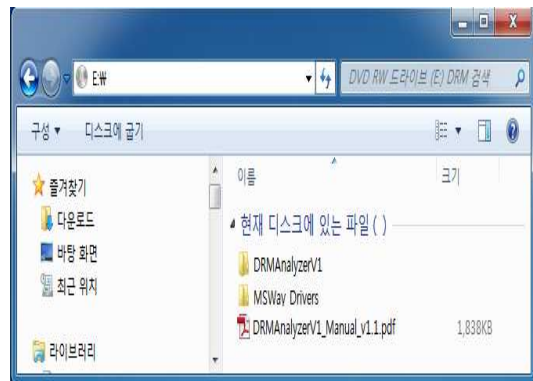 E:₩
DVD RW 드라이브 (E:) DRM 검색
구성 디스크에 굽기
즐겨찾기
다운로드
바탕 화면
최근 위치
라이브러리
이름 크기
현재 디스크에 있는 파일 ( )
DRMAnalyzerV1
MSWay Drivers
DRMAnalyzerV1_Manual_v1.1.pdf 1,838KB